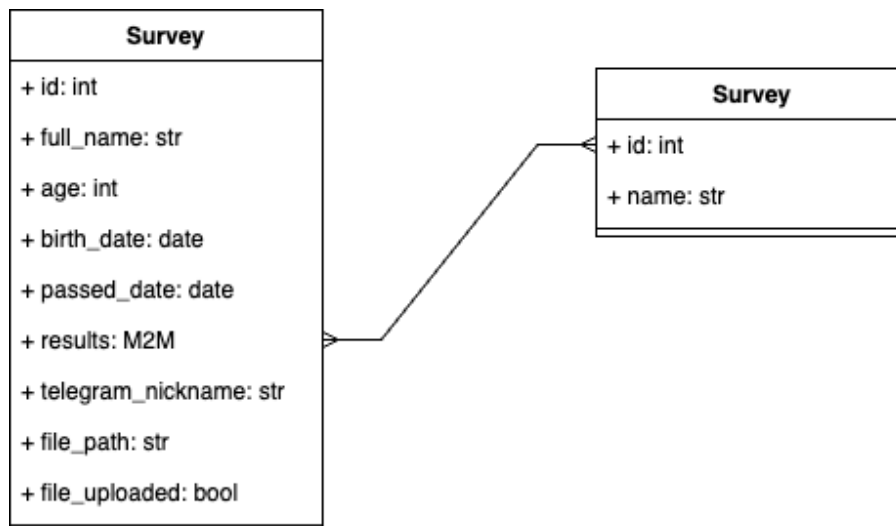 Survey
+ id: int
+ full_name: str
+ age: int
+ birth_date: date
+ passed_date: date
+ results: M2M
+ telegram_nickname: str
+ file_path: str
+ file_uploaded: bool
Survey
+ id: int
+ name: str